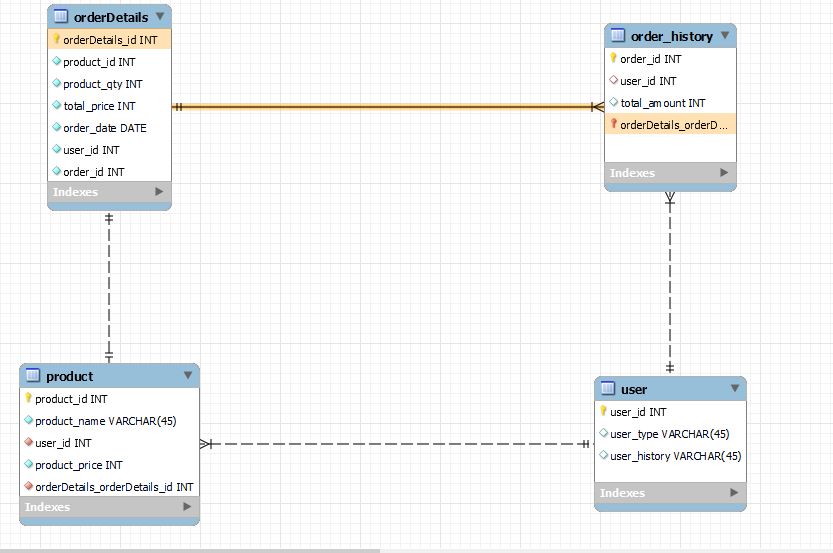 orderDetails
orderDetails_id INT
product_id INT
product_qty INT
total_price INT
order_date DATE
user_id INT
order_id INT
Indexes
order_history
order_id INT
user_id INT
total_amount INT
orderDetails_orderD...
Indexes
product
product_id INT
product_name VARCHAR(45)
user_id INT
product_price INT
orderDetails_orderDetails_id INT
Indexes
user
user_id INT
user_type VARCHAR(45)
user_history VARCHAR(45)
Indexes